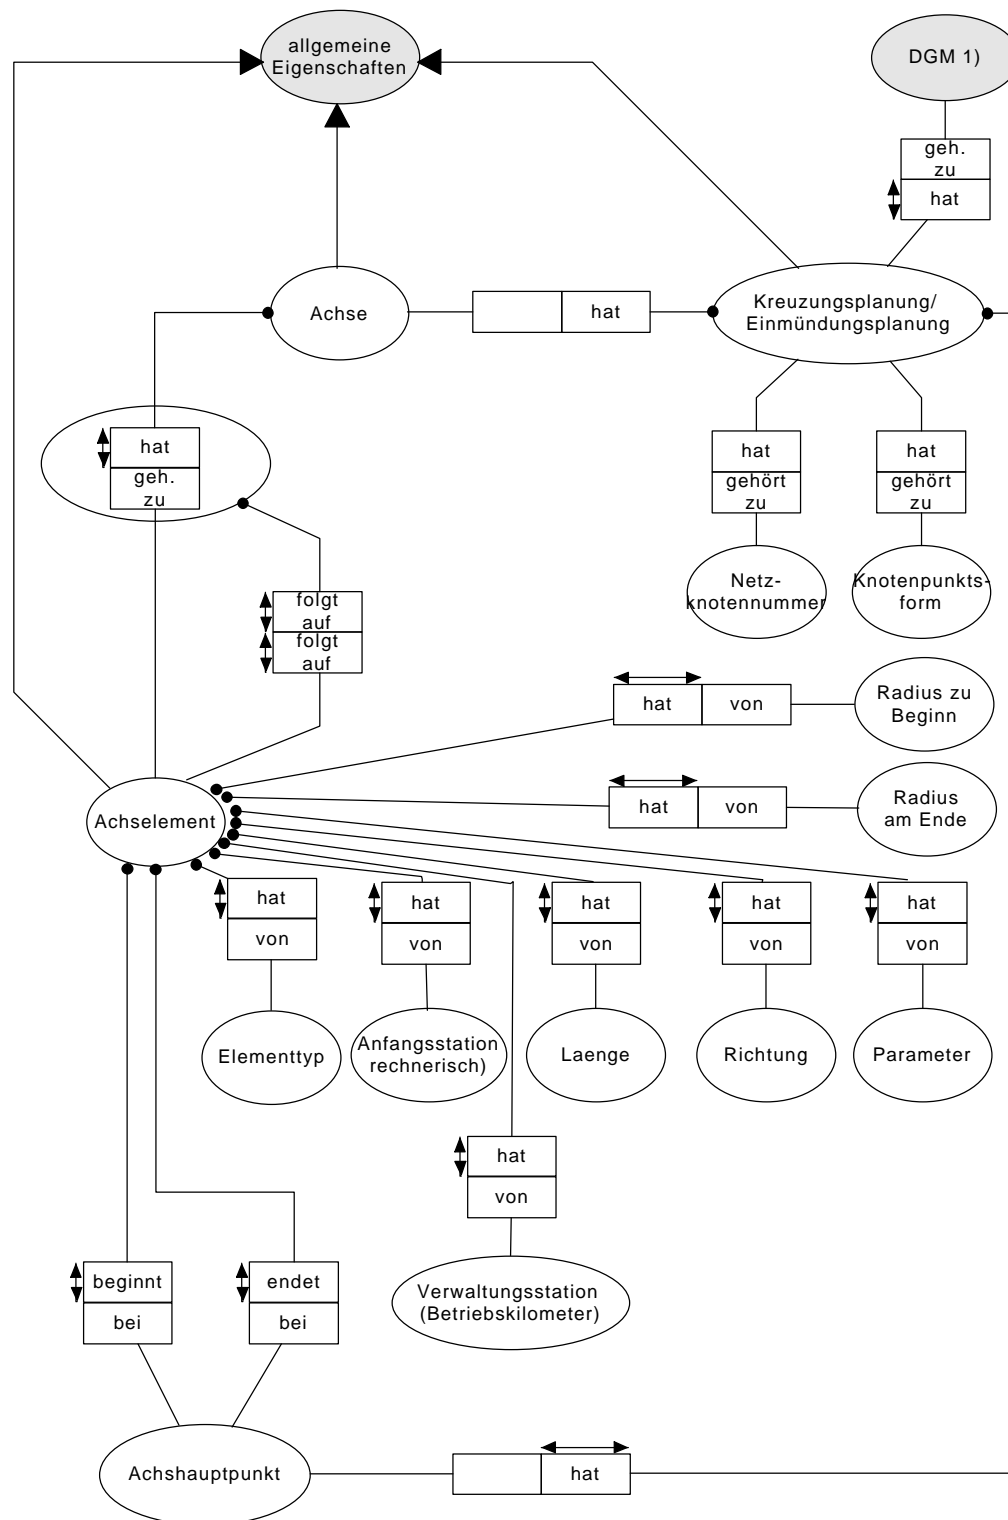 allgemeine
Eigenschaften
DGM 1)
geh.
zu
hat
Achse
hat
Kreuzungsplanung/
Einmündungsplanung
hat
geh.
zu
hat
gehört
zu
hat
gehört
zu
Netz-
knotennummer
Knotenpunkts-
form
folgt
auf
folgt
auf
hat
von
Radius zu
Beginn
hat
von
Radius
am Ende
Achselement
hat
von
hat
von
hat
von
hat
von
hat
von
Elementtyp
Anfangsstation
rechnerisch)
Laenge
Richtung
Parameter
hat
von
Verwaltungsstation
(Betriebskilometer)
beginnt
bei
endet
bei
Achshauptpunkt
hat